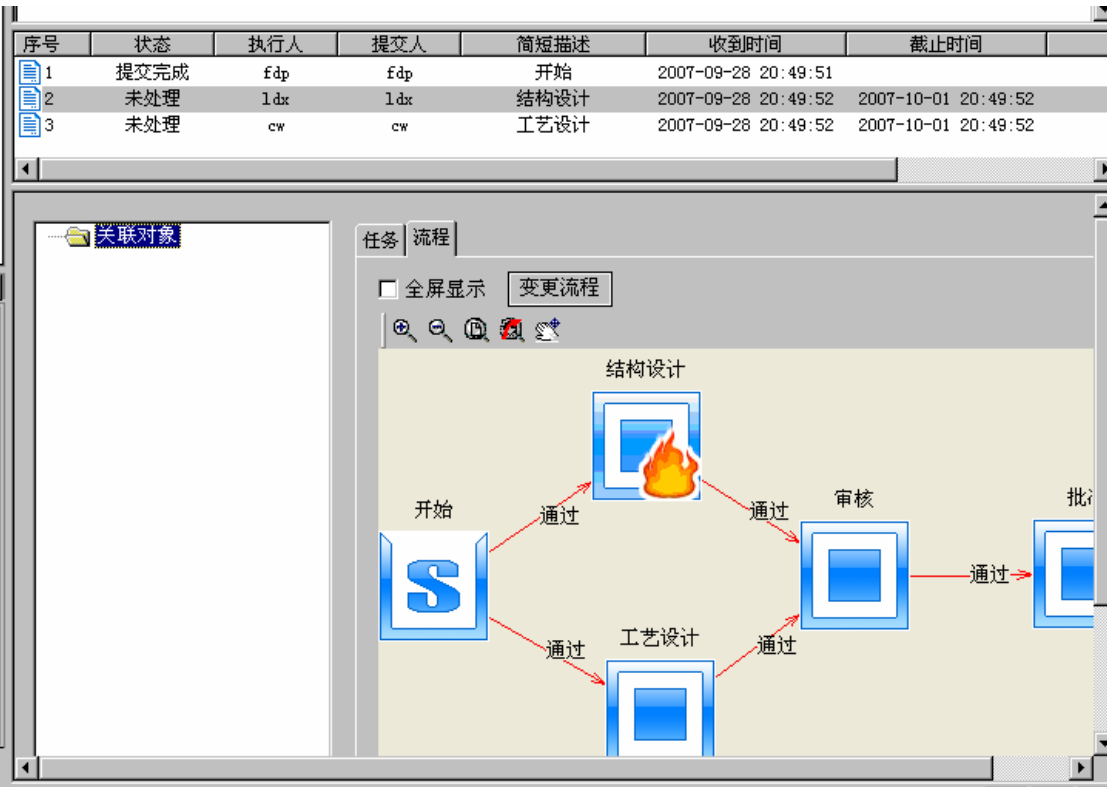 序号 状态 执行人 提交人 简短描述 收到时间 截止时间
1 提交完成 fdp fdp 开始 2007-09-28 20:49:51
2 未处理 ldx ldx 结构设计 2007-09-28 20:49:52 2007-10-01 20:49:52
3 未处理 cw cw 工艺设计 2007-09-28 20:49:52 2007-10-01 20:49:52
关联对象
任务 流程
全屏显示 变更流程
结构设计
开始 通过 通过 审核 批
S
通过
工艺设计
通过 通过